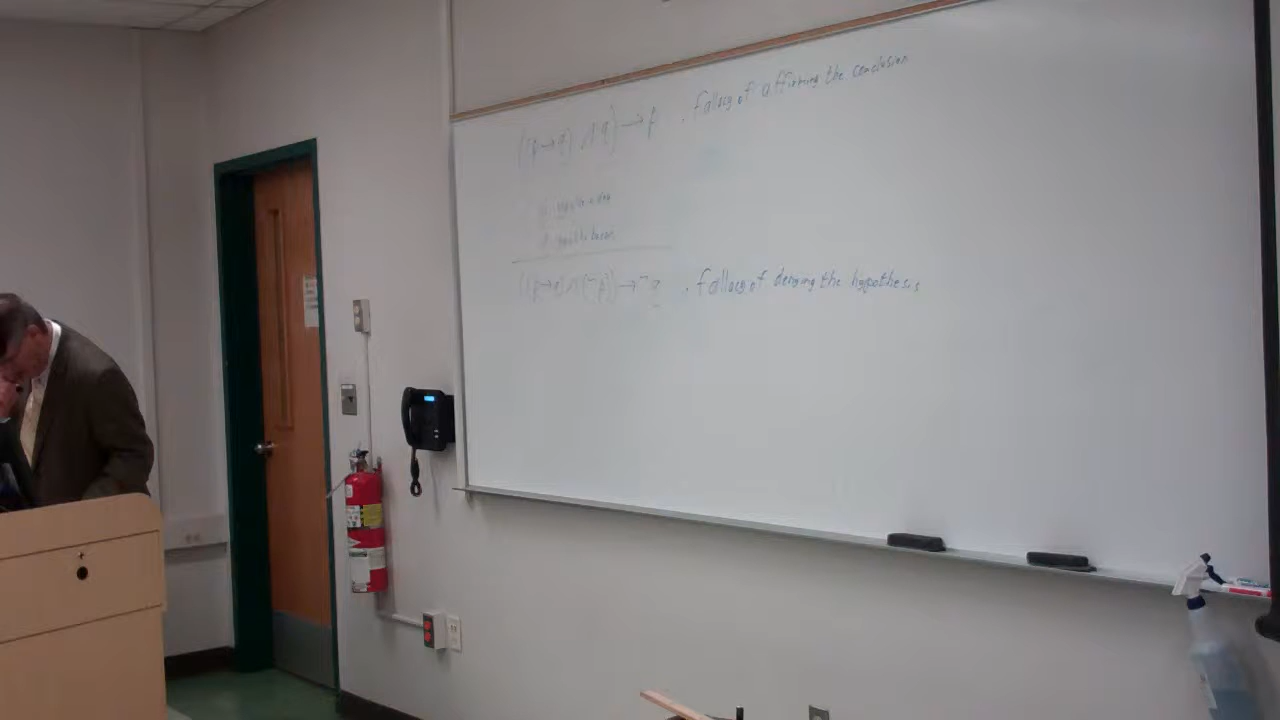 ((p → q) ∧ q) → p . fallacy of affirming the conclusion
((p → q) ∧ (¬p)) → ¬q . fallacy of denying the hypothesis